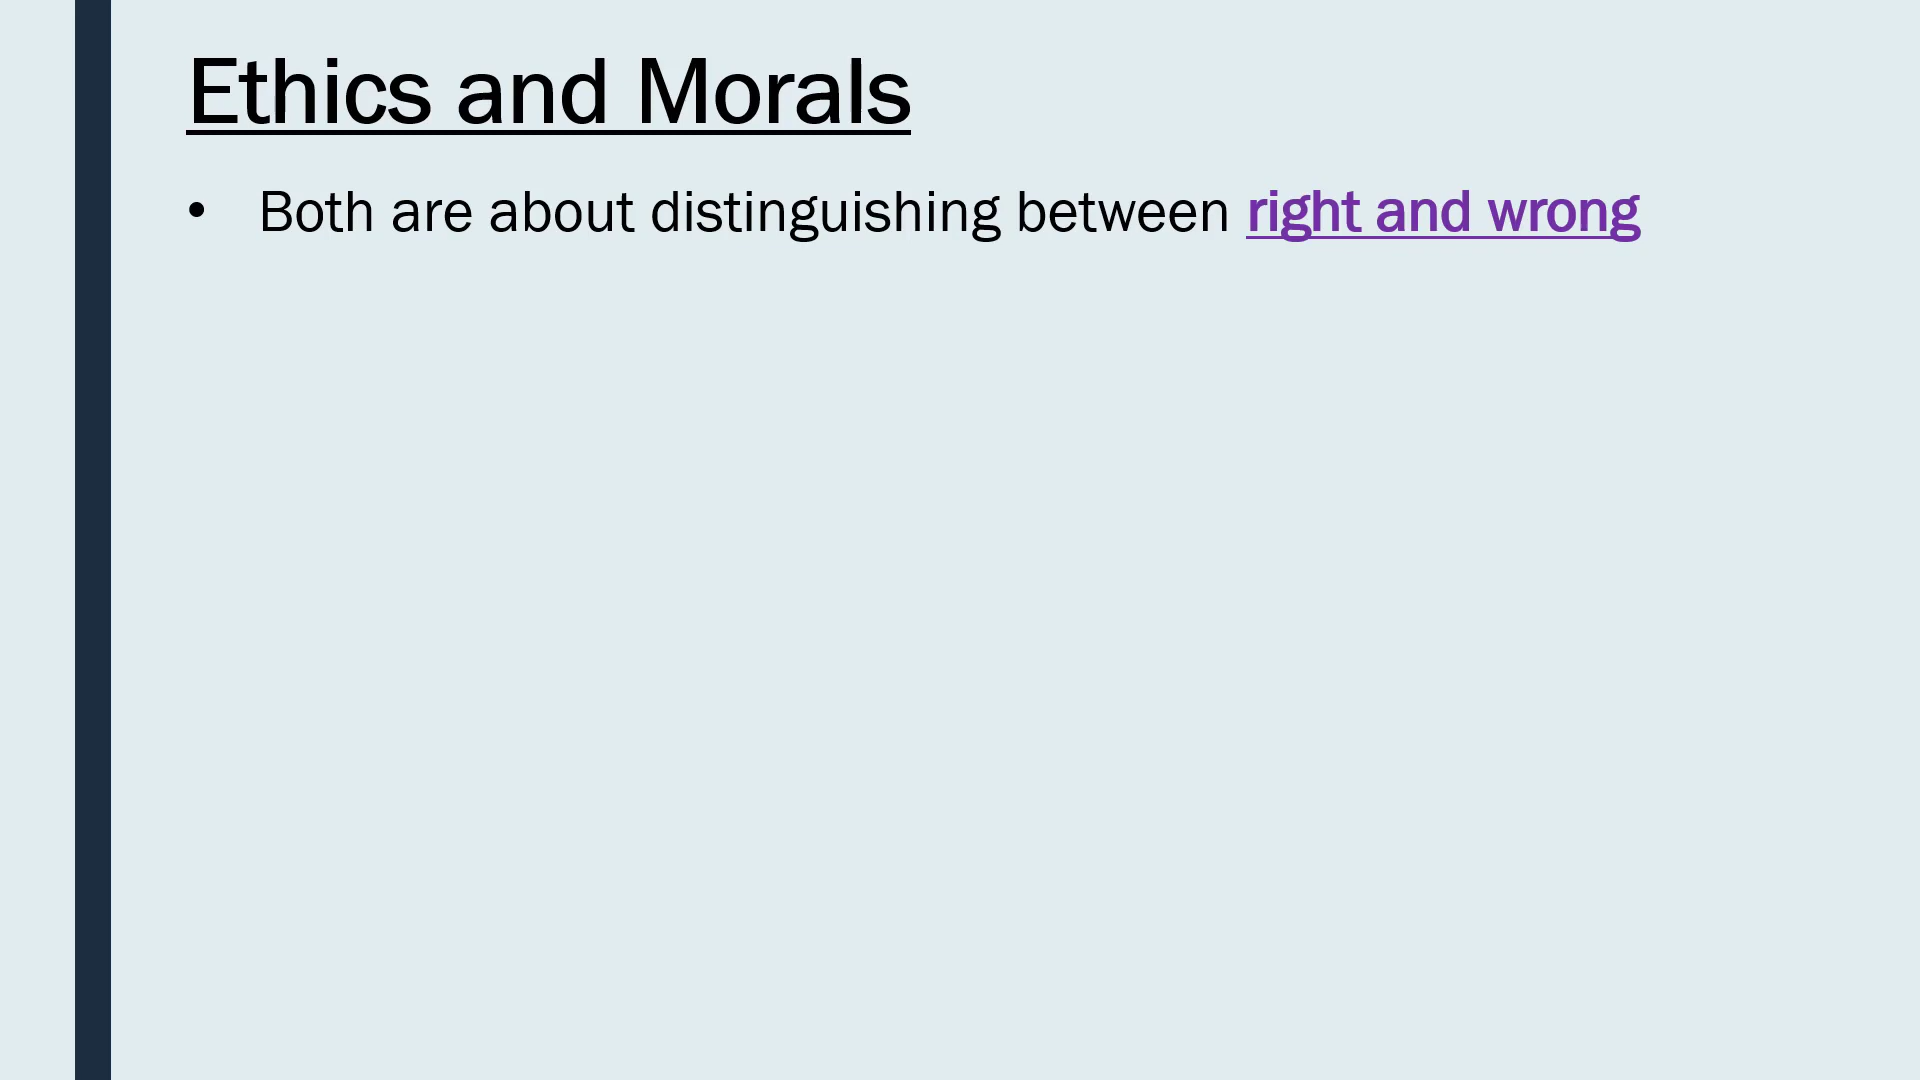 Ethics and Morals
• Both are about distinguishing between right and wrong